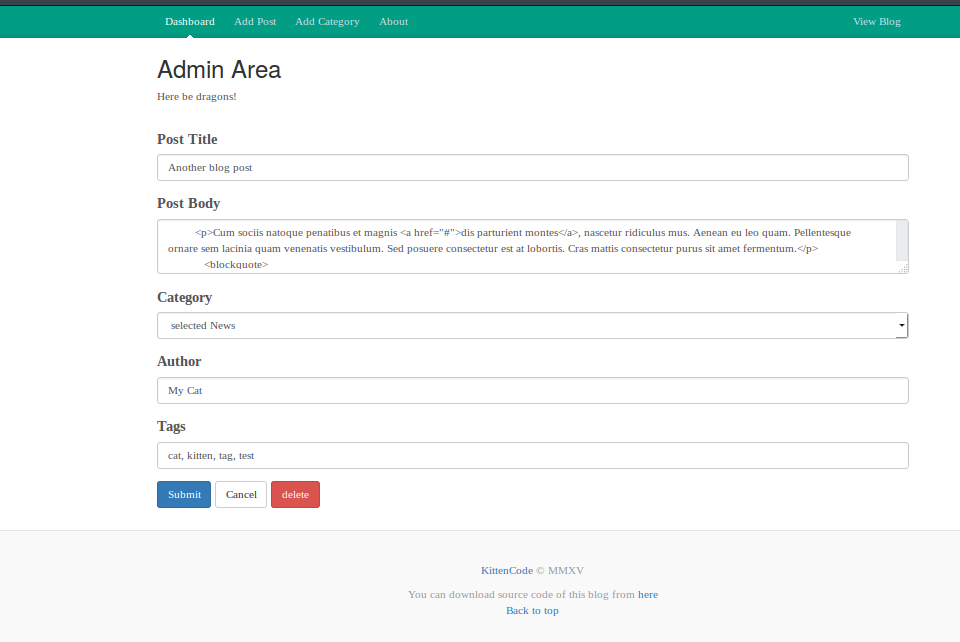 Dashboard Add Post Add Category About View Blog
Admin Area
Here be dragons!
Post Title
Another blog post
Post Body
<p>Cum sociis natoque penatibus et magnis <a href="#">dis parturient montes</a>, nascetur ridiculus mus. Aenean eu leo quam. Pellentesque
ornare sem lacinia quam venenatis vestibulum. Sed posuere consectetur est at lobortis. Cras mattis consectetur purus sit amet fermentum.</p>
<blockquote>
Category
selected News
Author
My Cat
Tags
cat, kitten, tag, test
Submit Cancel delete
KittenCode © MMXV
You can download source code of this blog from here
Back to top